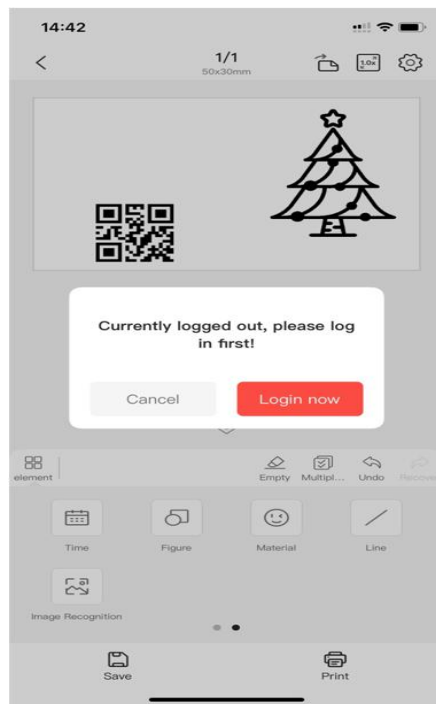 14:42
1/1
50x30mm
1.0x
Currently logged out, please log
in first!
Cancel
Login now
element
Empty
Multipl...
Undo
Recover
Time
Figure
Material
Line
Image Recognition
Save
Print